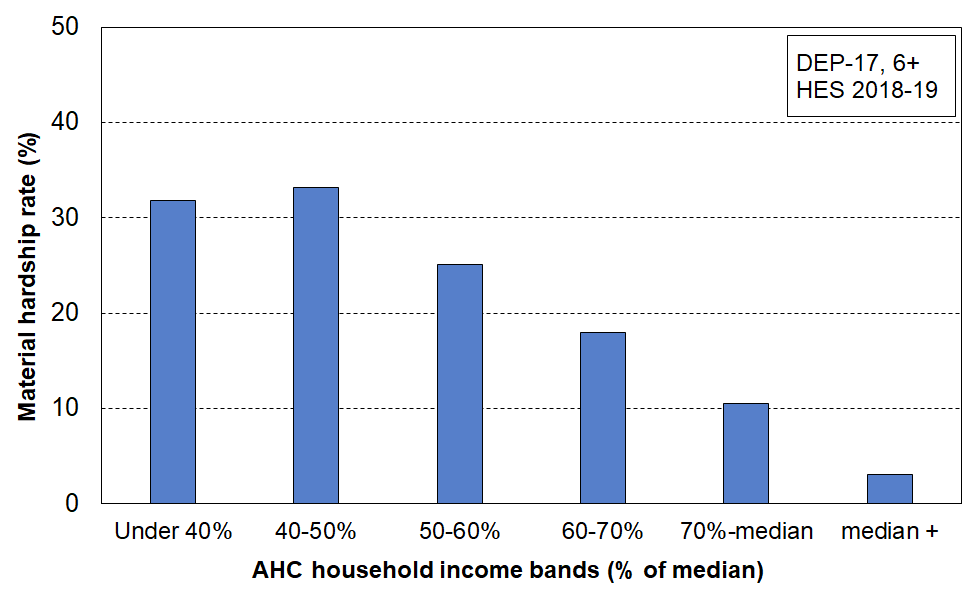 50
40
30
20
10
0
Material hardship rate (%)
DEP-17, 6+
HES 2018-19
Under 40%
40-50%
50-60%
60-70%
70%-median
median +
AHC household income bands (% of median)